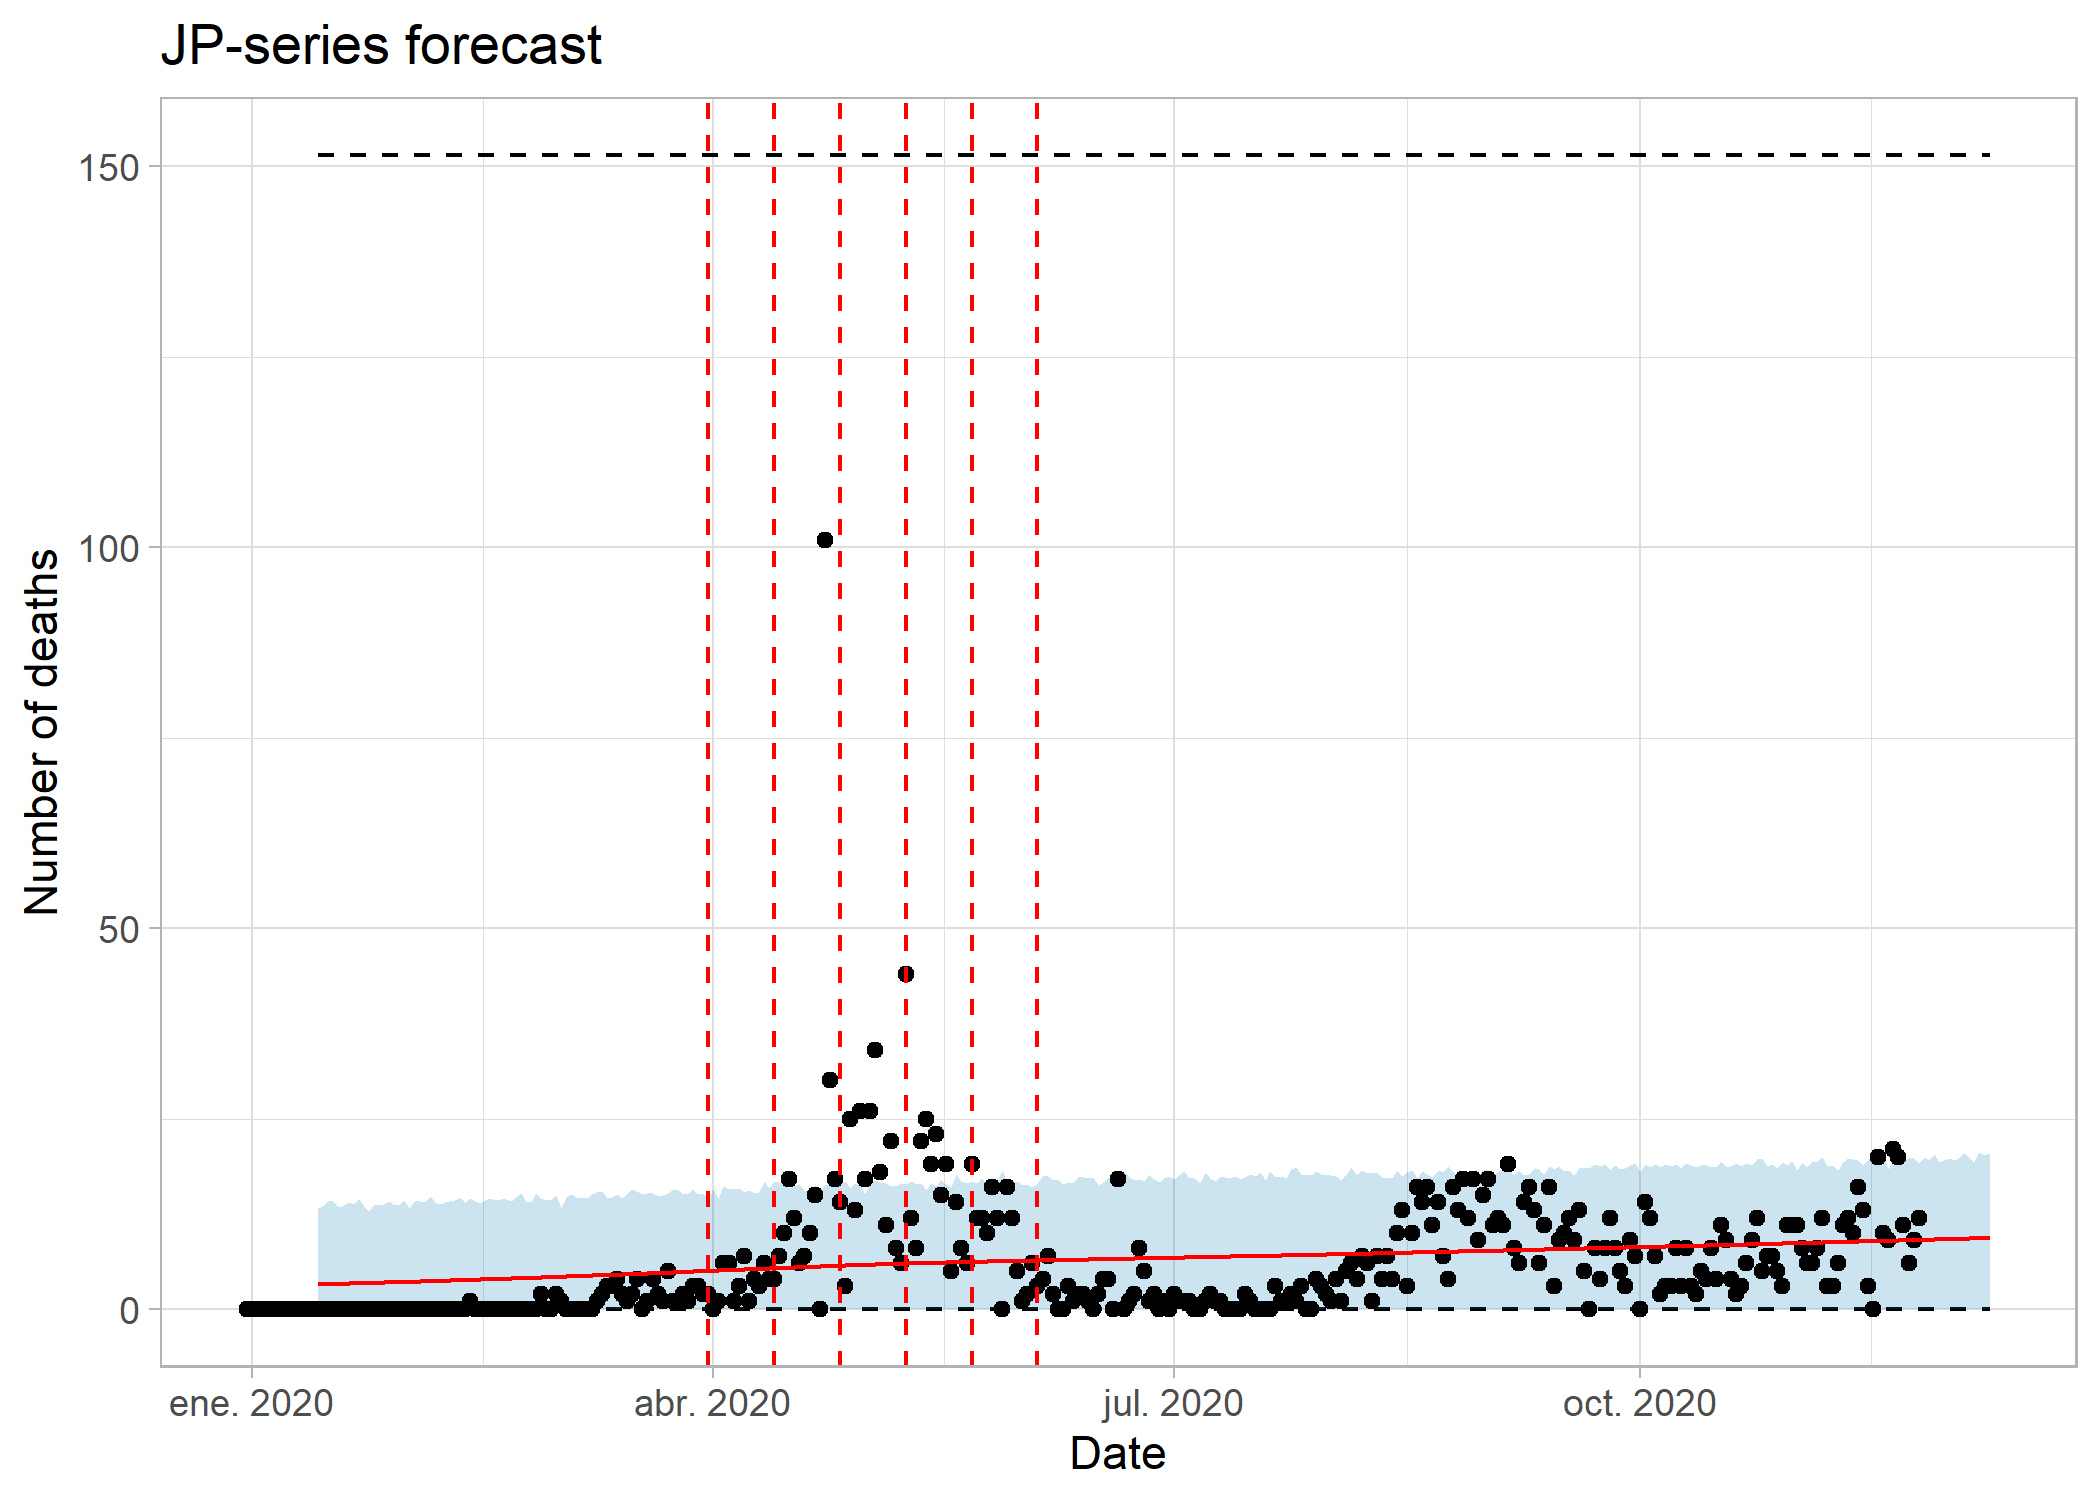 JP-series forecast
Number of deaths
150
100
50
0
ene. 2020
abr. 2020
jul. 2020
oct. 2020
Date